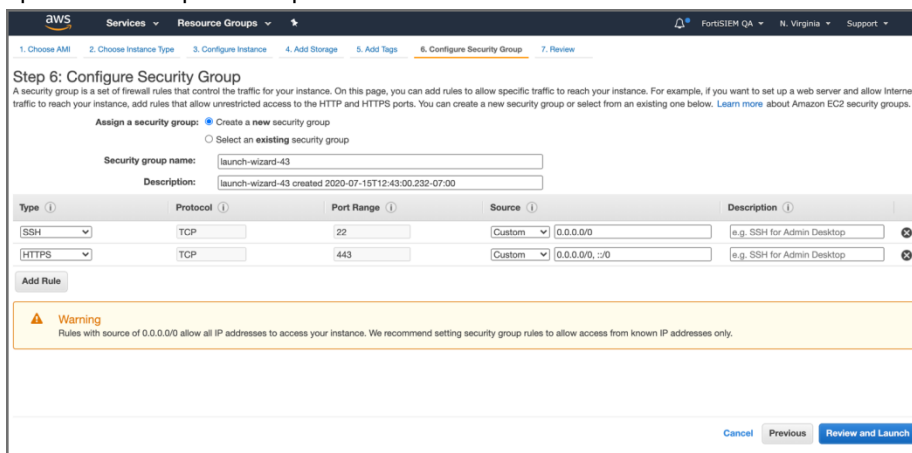 aws Services Resource Groups FortiSIEM QA N. Virginia Support
1. Choose AMI 2. Choose Instance Type 3. Configure Instance 4. Add Storage 5. Add Tags 6. Configure Security Group 7. Review
Step 6: Configure Security Group
A security group is a set of firewall rules that control the traffic for your instance. On this page, you can add rules to allow specific traffic to reach your instance. For example, if you want to set up a web server and allow Interne
traffic to reach your instance, add rules that allow unrestricted access to the HTTP and HTTPS ports. You can create a new security group or select from an existing one below. Learn more about Amazon EC2 security groups.
Assign a security group: Create a new security group
Select an existing security group
Security group name: launch-wizard-43
Description: launch-wizard-43 created 2020-07-15T12:43:00.232-07:00
Type Protocol Port Range Source Description
SSH TCP 22 Custom 0.0.0.0/0 e.g. SSH for Admin Desktop
HTTPS TCP 443 Custom 0.0.0.0/0, ::/0 e.g. SSH for Admin Desktop
Add Rule
Warning
Rules with source of 0.0.0.0/0 allow all IP addresses to access your instance. We recommend setting security group rules to allow access from known IP addresses only.
Cancel Previous Review and Launch